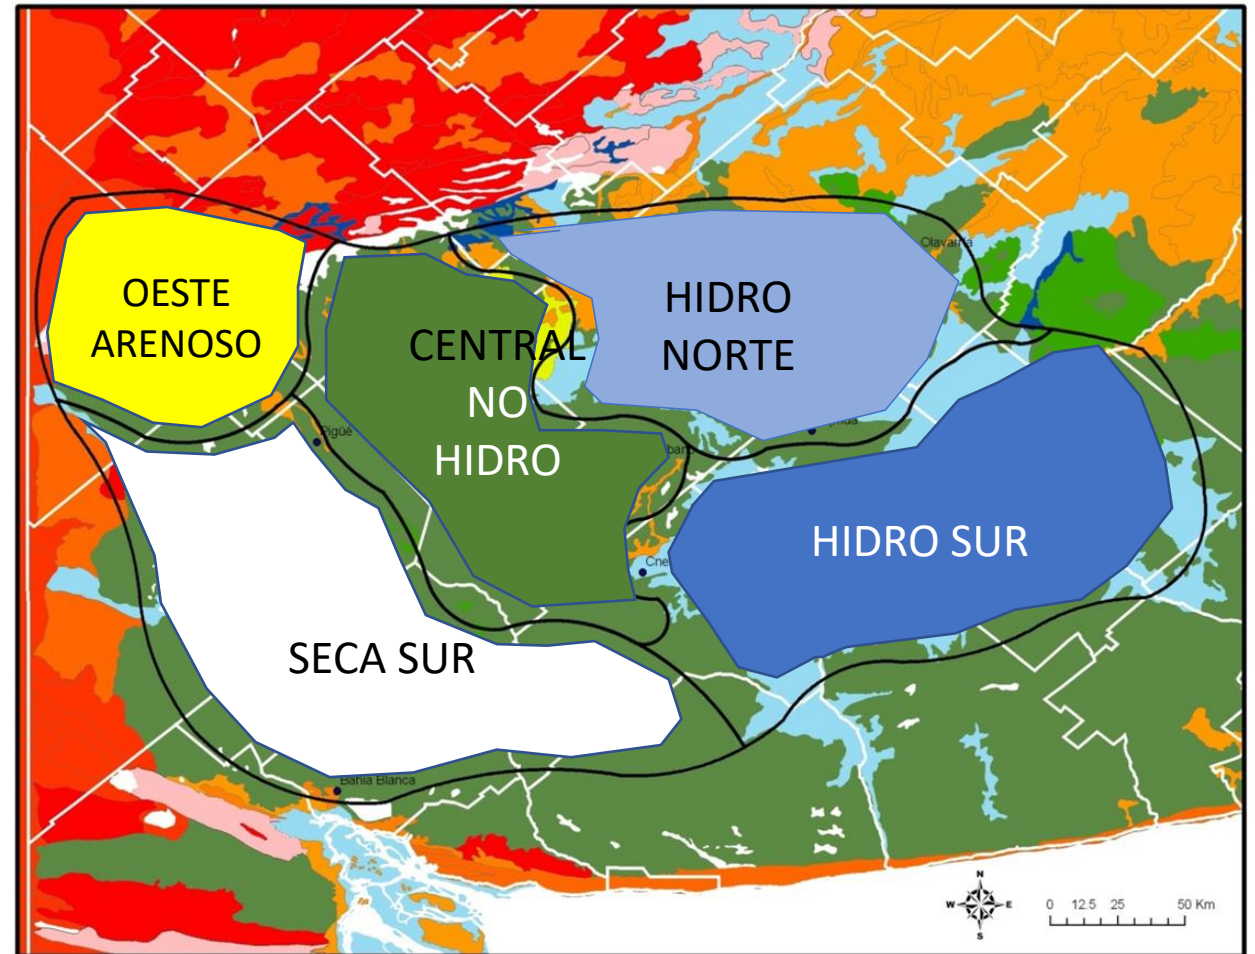 Olavarría
OESTE
ARENOSO
HIDRO
NORTE
CENTRAL
NO
HIDRO
Pigüé
HIDRO SUR
Cne
SECA SUR
Bahía Blanca
N
W E
S
0 12.5 25 50 Km